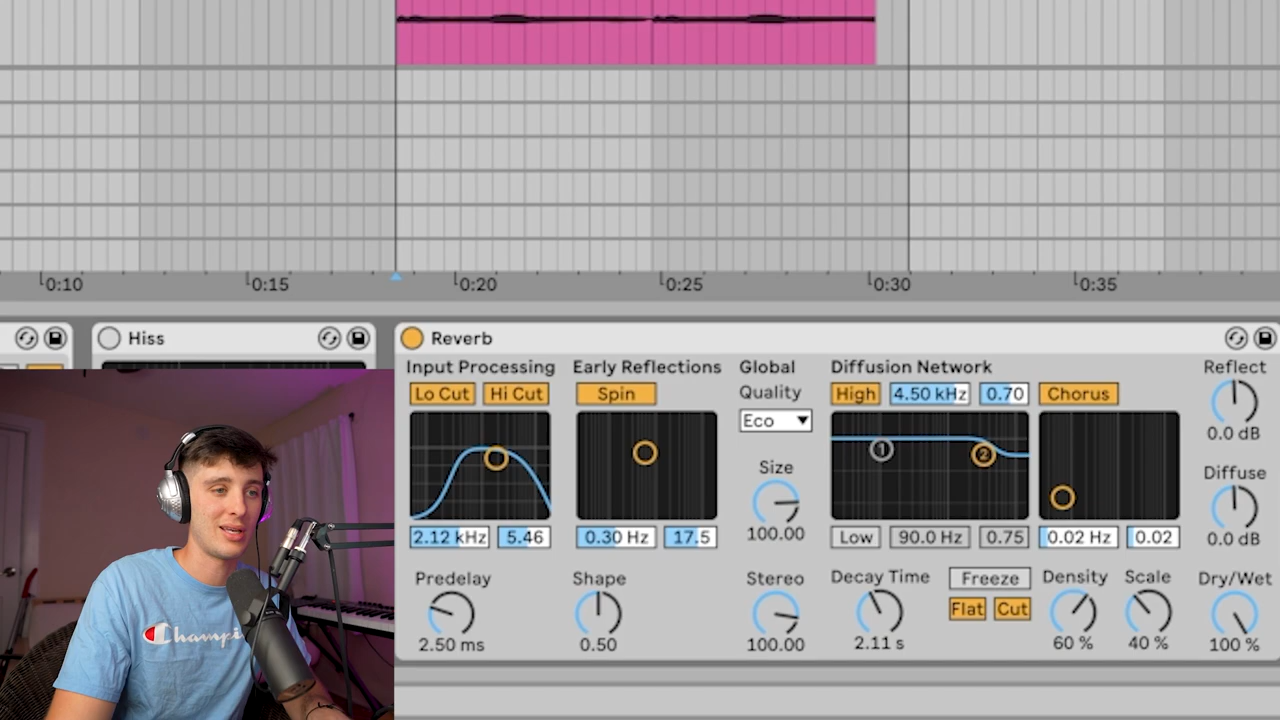 0:10 0:15 0:20 0:25 0:30 0:35
Hiss
Reverb
Input Processing Early Reflections Global Diffusion Network Reflect
Lo Cut Hi Cut Spin Quality High 4.50 kHz 0.70 Chorus
Eco
0.0 dB
1 2
Size Diffuse
100.00
2.12 kHz 5.46 0.30 Hz 17.5 Low 90.0 Hz 0.75 0.02 Hz 0.02 0.0 dB
Predelay Shape Stereo Decay Time Freeze Density Scale Dry/Wet
Flat Cut
2.50 ms 0.50 100.00 2.11 s 60 % 40 % 100 %
Champi